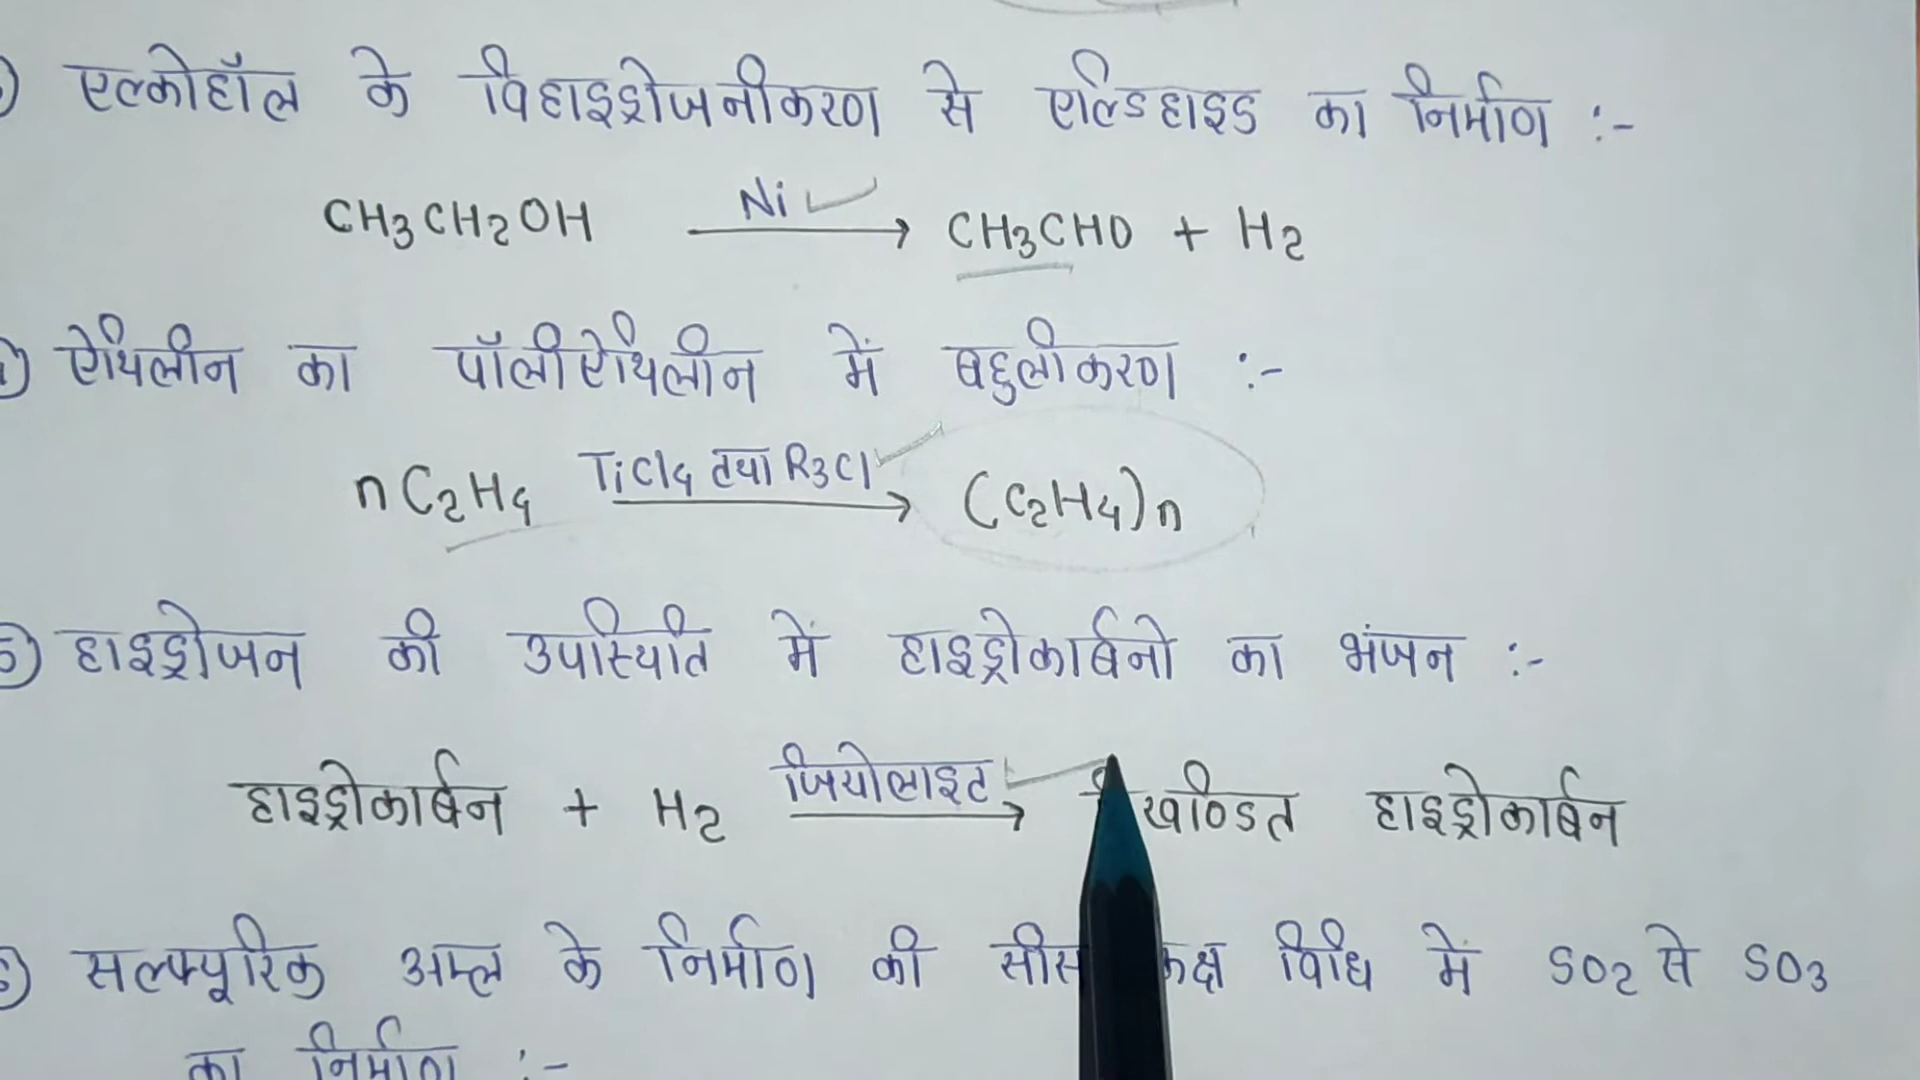 एल्कोहॉल के विहाइड्रोजनीकरण से एल्डिहाइड का निर्माण :-
CH3CH2OH —Ni→ CH3CHO + H2
ऐथिलीन का पॉलीऐथिलीन में बहुलीकरण :-
nC2H4 —TiCl4 तथा R3Cl→ (C2H4)n
5) हाइड्रोजन की उपस्थिति में हाइड्रोकार्बनो का भंजन :-
हाइड्रोकार्बन + H2 —जियोलाइट→ विखण्डित हाइड्रोकार्बन
सल्फ्यूरिक अम्ल के निर्माण की सीस कक्ष विधि में SO2 से SO3
का निर्माण :-